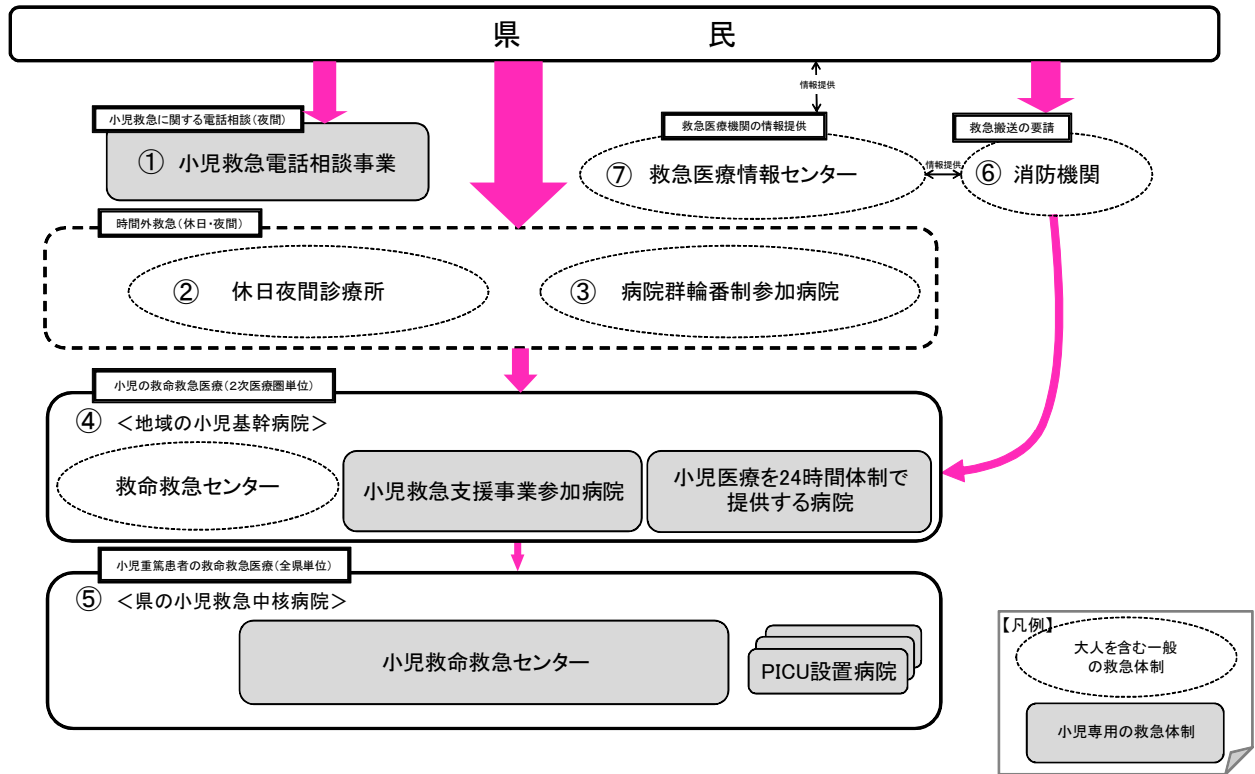 県 民
情報提供
小児救急に関する電話相談(夜間)
① 小児救急電話相談事業
救急医療機関の情報提供
⑦ 救急医療情報センター
情報提供
救急搬送の要請
⑥ 消防機関
時間外救急(休日・夜間)
② 休日夜間診療所
③ 病院群輪番制参加病院
小児の救命救急医療(2次医療圏単位)
④ <地域の小児基幹病院>
救命救急センター
小児救急支援事業参加病院
小児医療を24時間体制で
提供する病院
小児重篤患者の救命救急医療(全県単位)
⑤ <県の小児救急中核病院>
小児救命救急センター
PICU設置病院
【凡例】
大人を含む一般
の救急体制
小児専用の救急体制